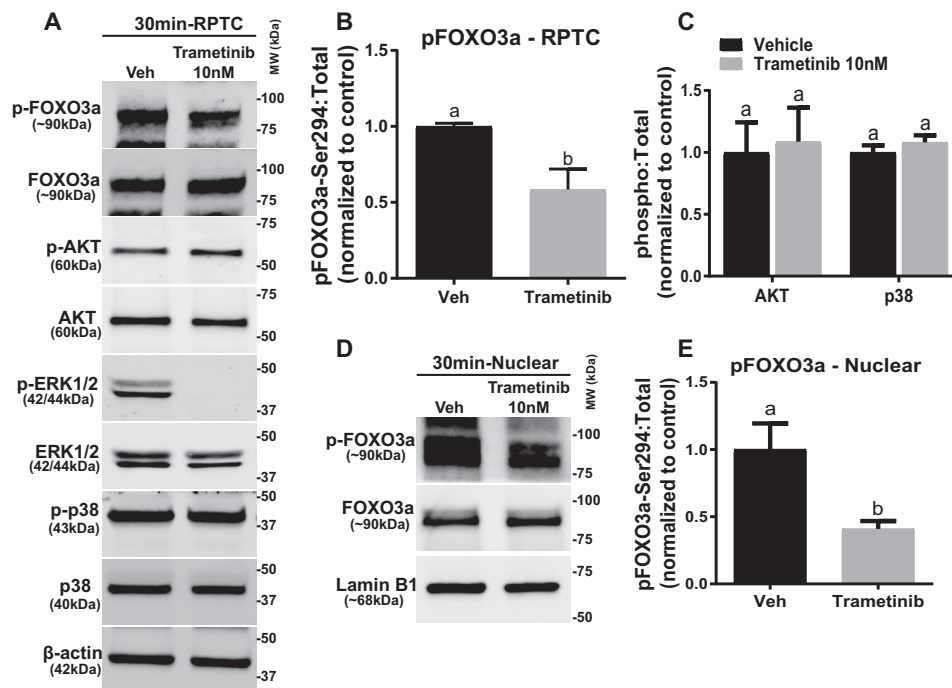 A
30min-RPTC
Veh
Trametinib
10nM
MW (kDa)
p-FOXO3a
(~90kDa)
-100
-75
FOXO3a
(~90kDa)
-100
-75
-75
p-AKT
(60kDa)
-50
-75
AKT
(60kDa)
-50
-50
p-ERK1/2
(42/44kDa)
-37
-50
ERK1/2
(42/44kDa)
-37
-50
p-p38
(43kDa)
-37
-50
p38
(40kDa)
-37
-50
β-actin
(42kDa)
-37
B
pFOXO3a - RPTC
pFOXO3a-Ser294:Total
(normalized to control)
1.5
1.0
0.5
0.0
a
b
Veh
Trametinib
C
Vehicle
Trametinib 10nM
phospho:Total
(normalized to control)
1.5
1.0
0.5
0.0
a
a
a
a
AKT
p38
D
30min-Nuclear
Veh
Trametinib
10nM
MW (kDa)
p-FOXO3a
(~90kDa)
-100
-75
FOXO3a
(~90kDa)
-100
-75
-75
Lamin B1
(~68kDa)
-50
E
pFOXO3a - Nuclear
pFOXO3a-Ser294:Total
(normalized to control)
1.5
1.0
0.5
0.0
a
b
Veh
Trametinib